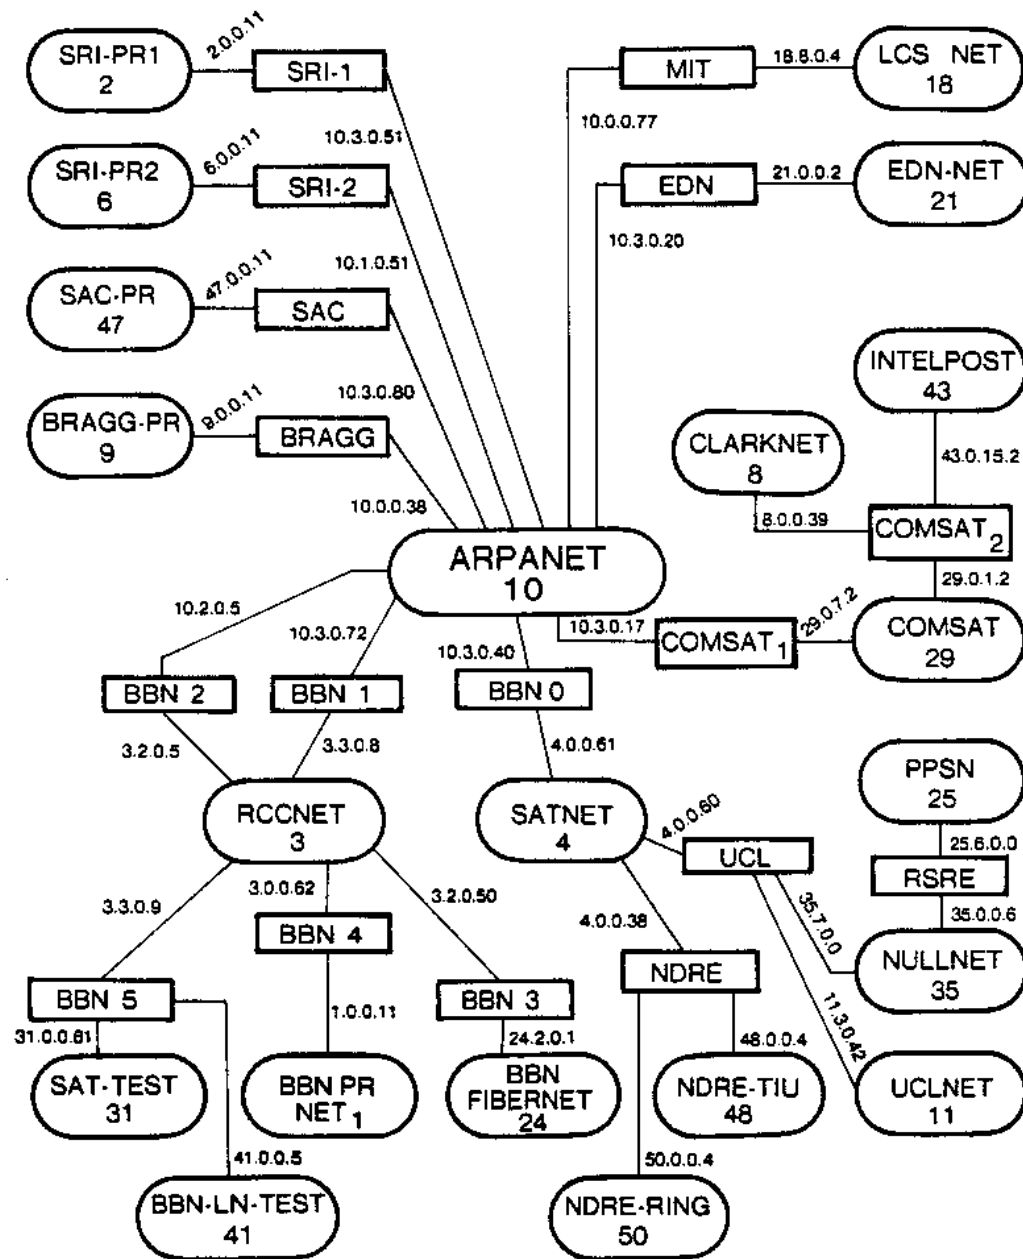 SRI-PR1
2
2.0.0.11
SRI-1
10.3.0.51
MIT
18.8.0.4
LCS NET
18
10.0.0.77
SRI-PR2
6
6.0.0.11
SRI-2
10.1.0.51
EDN
21.0.0.2
EDN-NET
21
10.3.0.20
SAC-PR
47
47.0.0.11
SAC
10.3.0.80
INTELPOST
43
43.0.15.2
BRAGG-PR
9
9.0.0.11
BRAGG
10.0.0.38
CLARKNET
8
8.0.0.39
COMSAT2
29.0.1.2
ARPANET
10
10.2.0.5
10.3.0.72
10.3.0.40
10.3.0.17
COMSAT1
29.0.7.2
COMSAT
29
BBN 2
BBN 1
BBN 0
3.2.0.5
3.3.0.8
4.0.0.61
RCCNET
3
SATNET
4
4.0.0.60
UCL
PPSN
25
25.6.0.0
RSRE
35.0.0.6
3.3.0.9
3.0.0.62
3.2.0.50
4.0.0.38
35.7.0.0
BBN 4
NULLNET
35
BBN 5
BBN 3
NDRE
11.3.0.42
31.0.0.61
1.0.0.11
24.2.0.1
48.0.0.4
SAT-TEST
31
BBN PR
NET1
BBN
FIBERNET
24
NDRE-TIU
48
UCLNET
11
41.0.0.5
50.0.0.4
BBN-LN-TEST
41
NDRE-RING
50